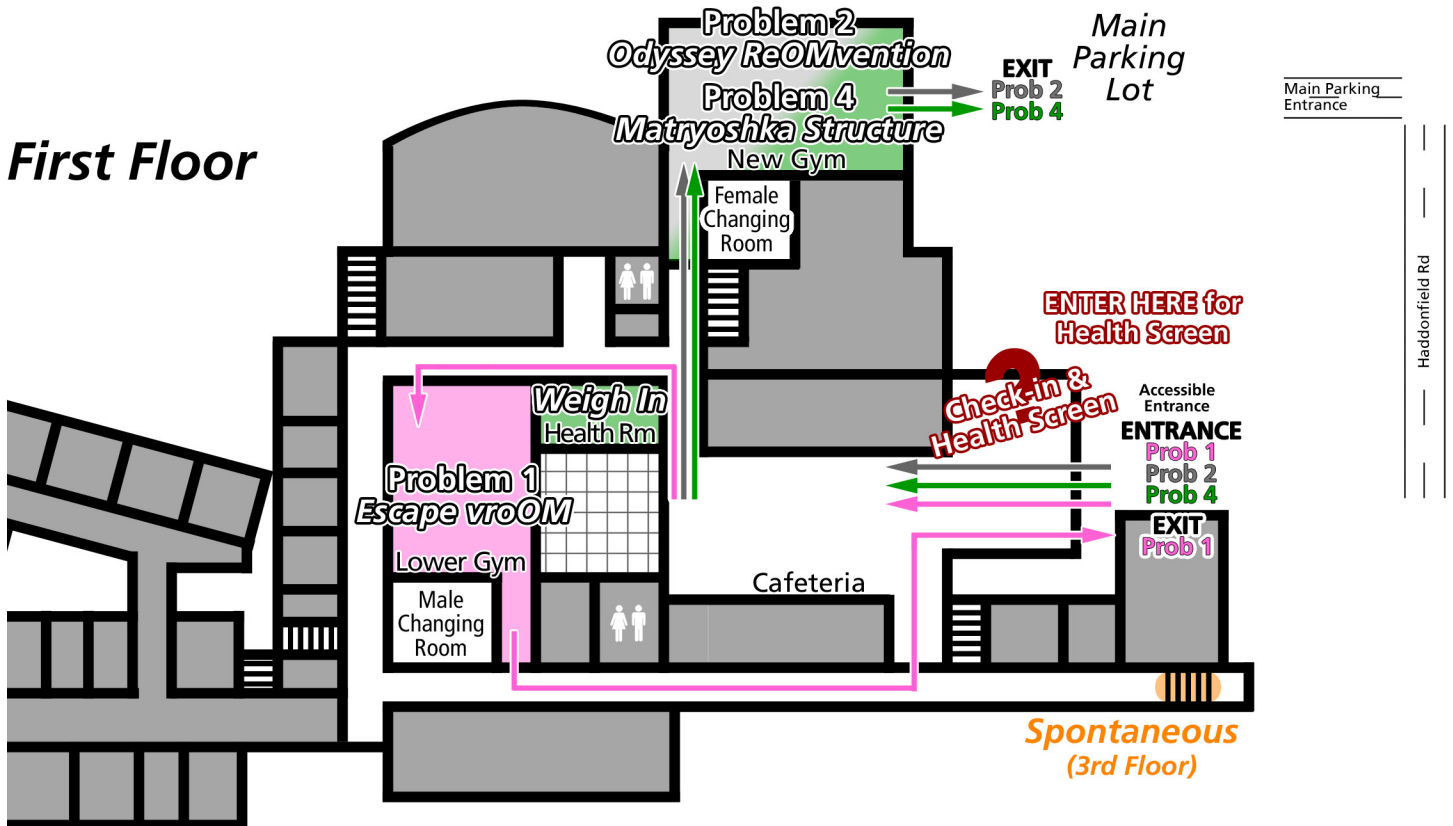 First Floor
Problem 2
Odyssey ReOMvention
Problem 4
Matryoshka Structure
New Gym
EXIT
Prob 2
Prob 4
Main
Parking
Lot
Main Parking
Entrance
Haddonfield Rd
Female
Changing
Room
ENTER HERE for
Health Screen
?
Check-in &
Health Screen
Accessible
Entrance
ENTRANCE
Prob 1
Prob 2
Prob 4
EXIT
Prob 1
Weigh In
Health Rm
Problem 1
Escape vroOM
Lower Gym
Male
Changing
Room
Cafeteria
Spontaneous
(3rd Floor)